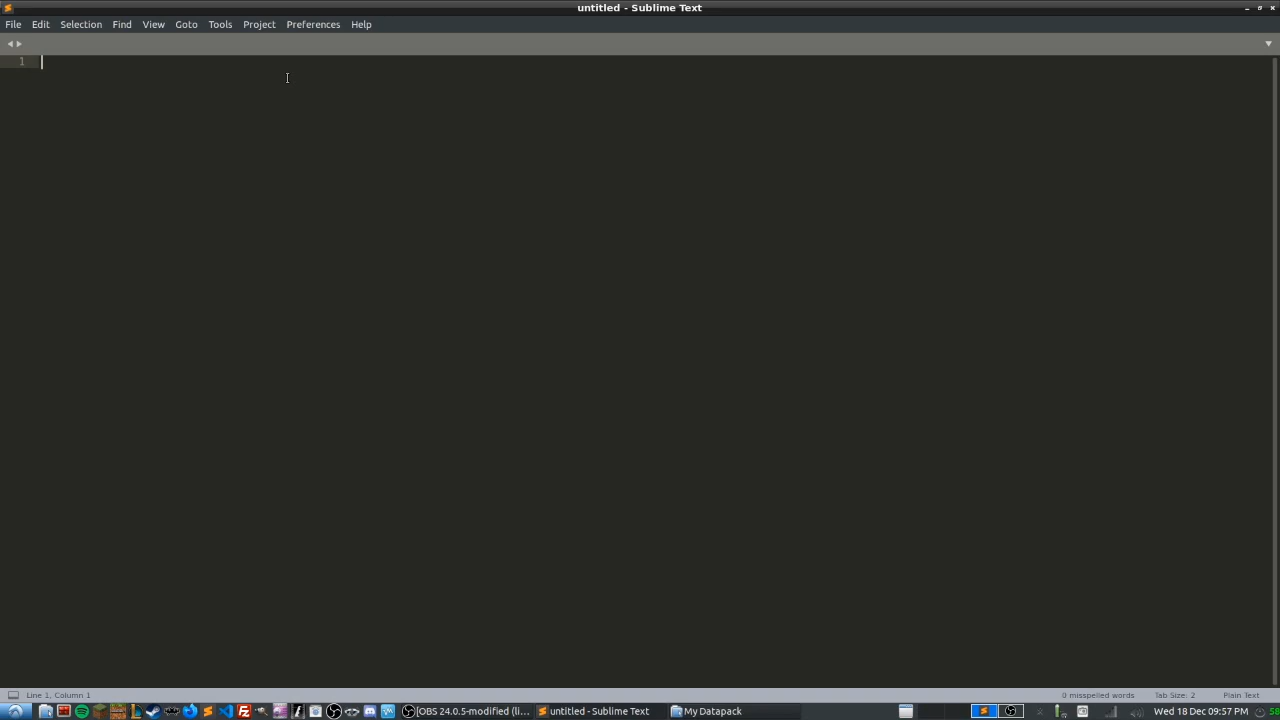 untitled - Sublime Text
File Edit Selection Find View Goto Tools Project Preferences Help
1
Line 1, Column 1 0 misspelled words Tab Size: 2 Plain Text
[OBS 24.0.5-modified (li... untitled - Sublime Text My Datapack Wed 18 Dec 09:57 PM 58